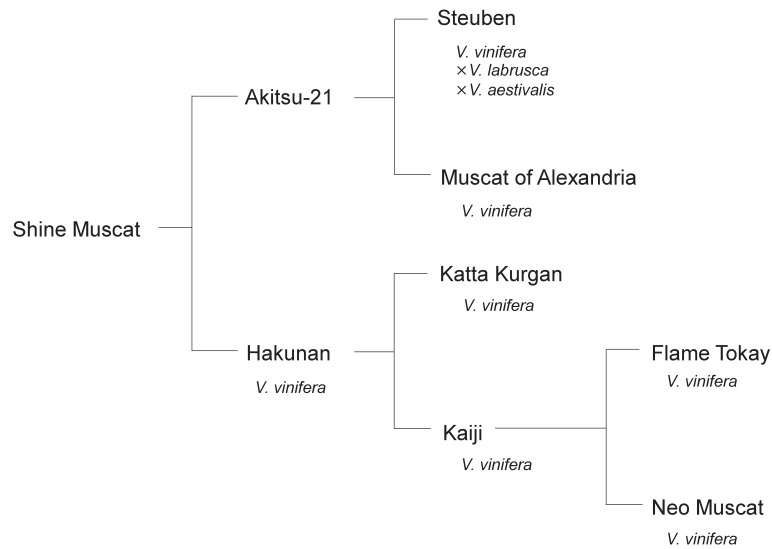 Steuben
V. vinifera
×V. labrusca
×V. aestivalis
Akitsu-21
Muscat of Alexandria
V. vinifera
Shine Muscat
Katta Kurgan
V. vinifera
Hakunan
V. vinifera
Flame Tokay
V. vinifera
Kaiji
V. vinifera
Neo Muscat
V. vinifera